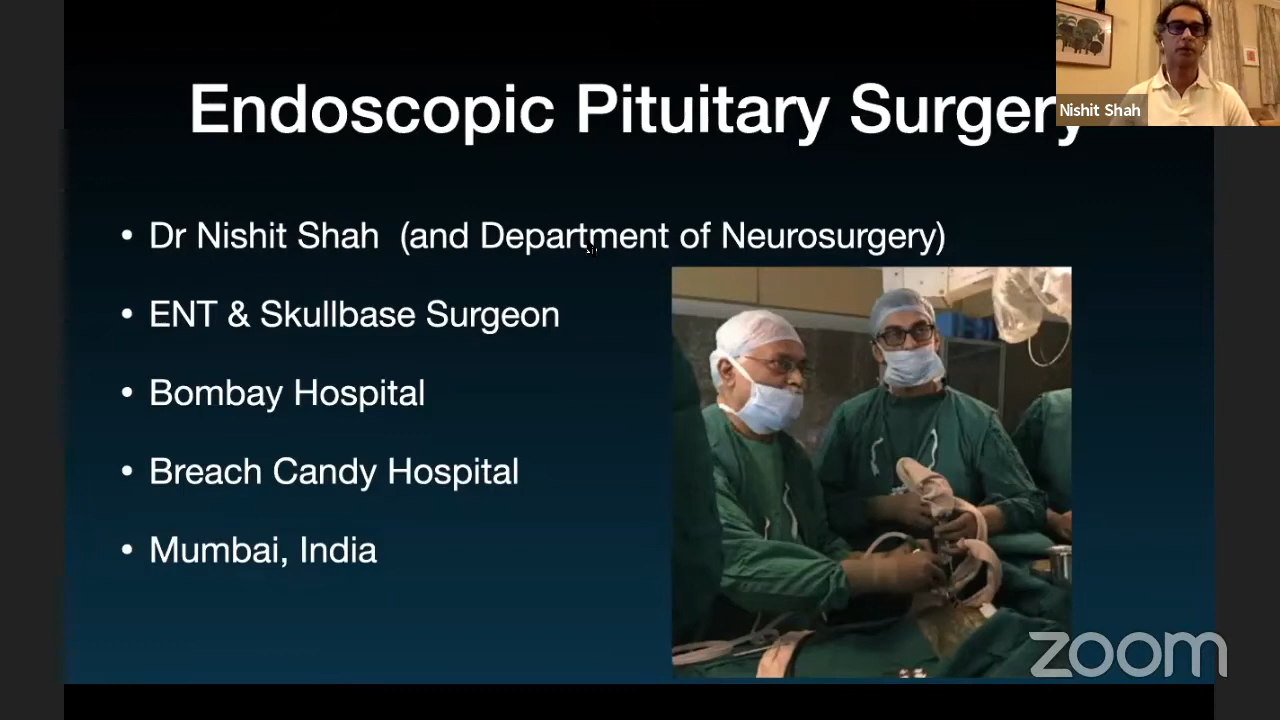 Endoscopic Pituitary Surgery
Nishit Shah
• Dr Nishit Shah (and Department of Neurosurgery)
• ENT & Skullbase Surgeon
• Bombay Hospital
• Breach Candy Hospital
• Mumbai, India
zoom